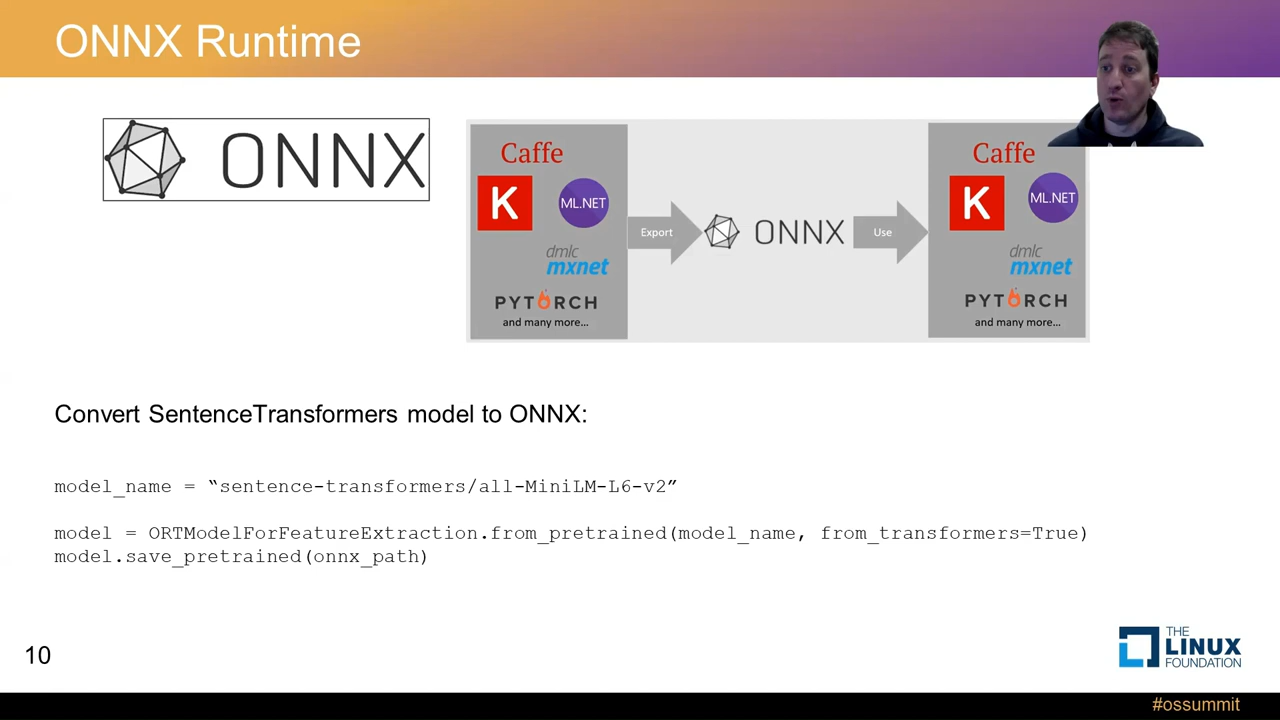 ONNX Runtime
ONNX
Caffe
K
ML.NET
dmlc
mxnet
PYTORCH
and many more...
Export
ONNX
Use
Caffe
K
ML.NET
dmlc
mxnet
PYTORCH
and many more...
Convert SentenceTransformers model to ONNX:
model_name = “sentence-transformers/all-MiniLM-L6-v2”
model = ORTModelForFeatureExtraction.from_pretrained(model_name, from_transformers=True)
model.save_pretrained(onnx_path)
10
THE
LINUX
FOUNDATION
#ossummit